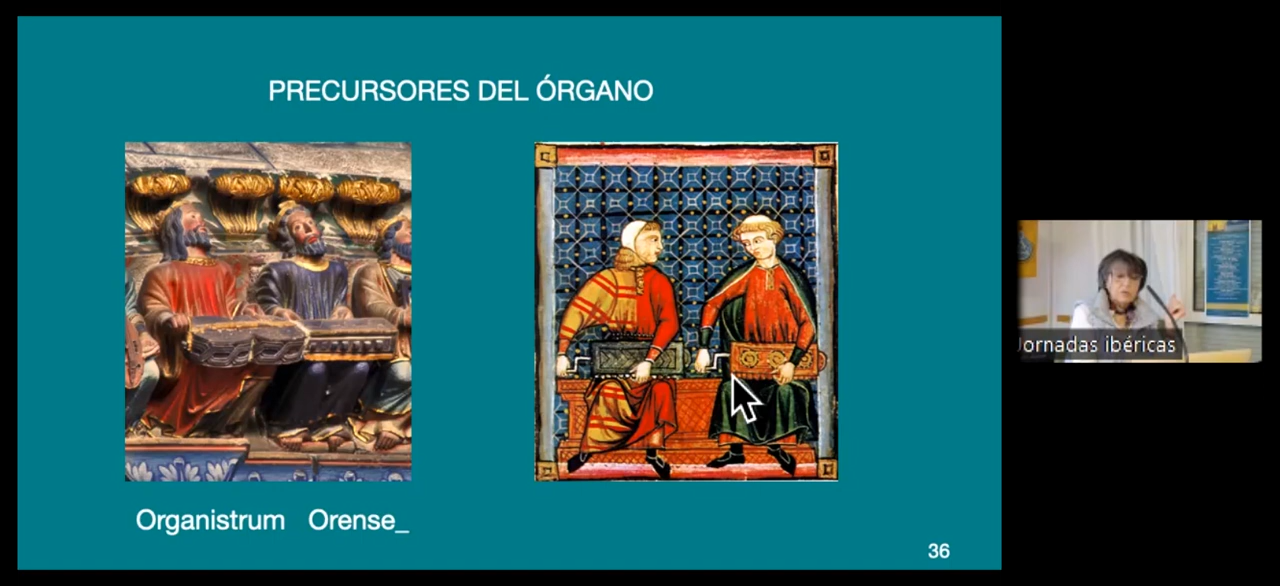 PRECURSORES DEL ÓRGANO
Organistrum Orense_
36
Jornadas ibéricas